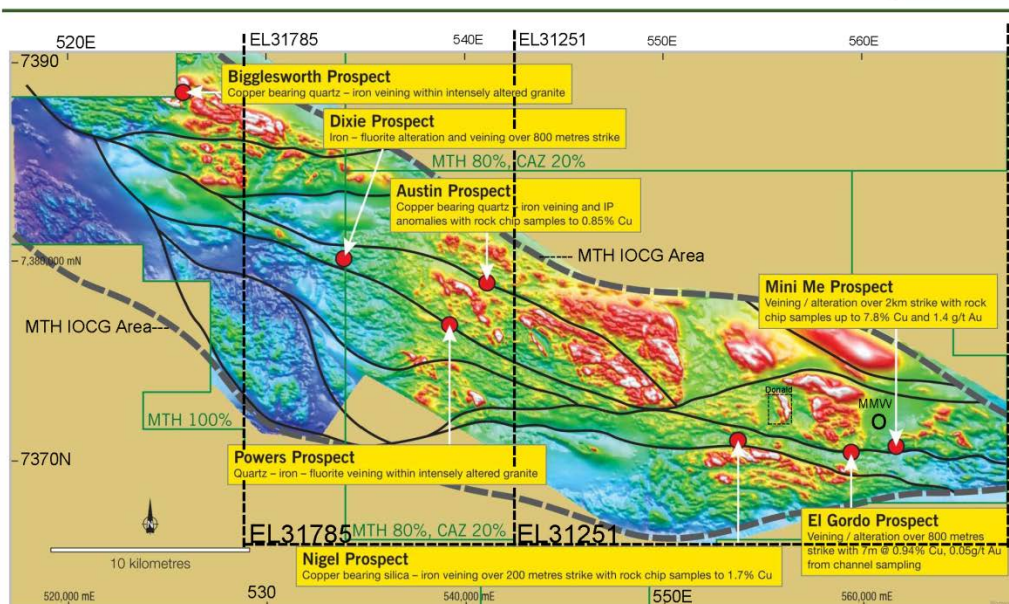 520E
EL31785
540E
EL31251
550E
560E
7390
Bigglesworth Prospect
Copper bearing quartz – iron veining within intensely altered granite
Dixie Prospect
Iron – fluorite alteration and veining over 800 metres strike
MTH 80%, CAZ 20%
Austin Prospect
Copper bearing quartz – iron veining and IP
anomalies with rock chip samples to 0.85% Cu
7,380,000 mN
------ MTH IOCG Area
Mini Me Prospect
Veining / alteration over 2km strike with rock
chip samples up to 7.8% Cu and 1.4 g/t Au
MTH IOCG Area---
Donald
MMW
MTH 100%
Powers Prospect
Quartz – iron – fluorite veining within intensely altered granite
7370N
N
EL31785
MTH 80%, CAZ 20%
EL31251
El Gordo Prospect
Veining / alteration over 800 metres
strike with 7m @ 0.94% Cu, 0.05g/t Au
from channel sampling
Nigel Prospect
Copper bearing silica – iron veining over 200 metres strike with rock chip samples to 1.7% Cu
10 kilometres
520,000 mE
530
540,000 mE
550E
560,000 mE